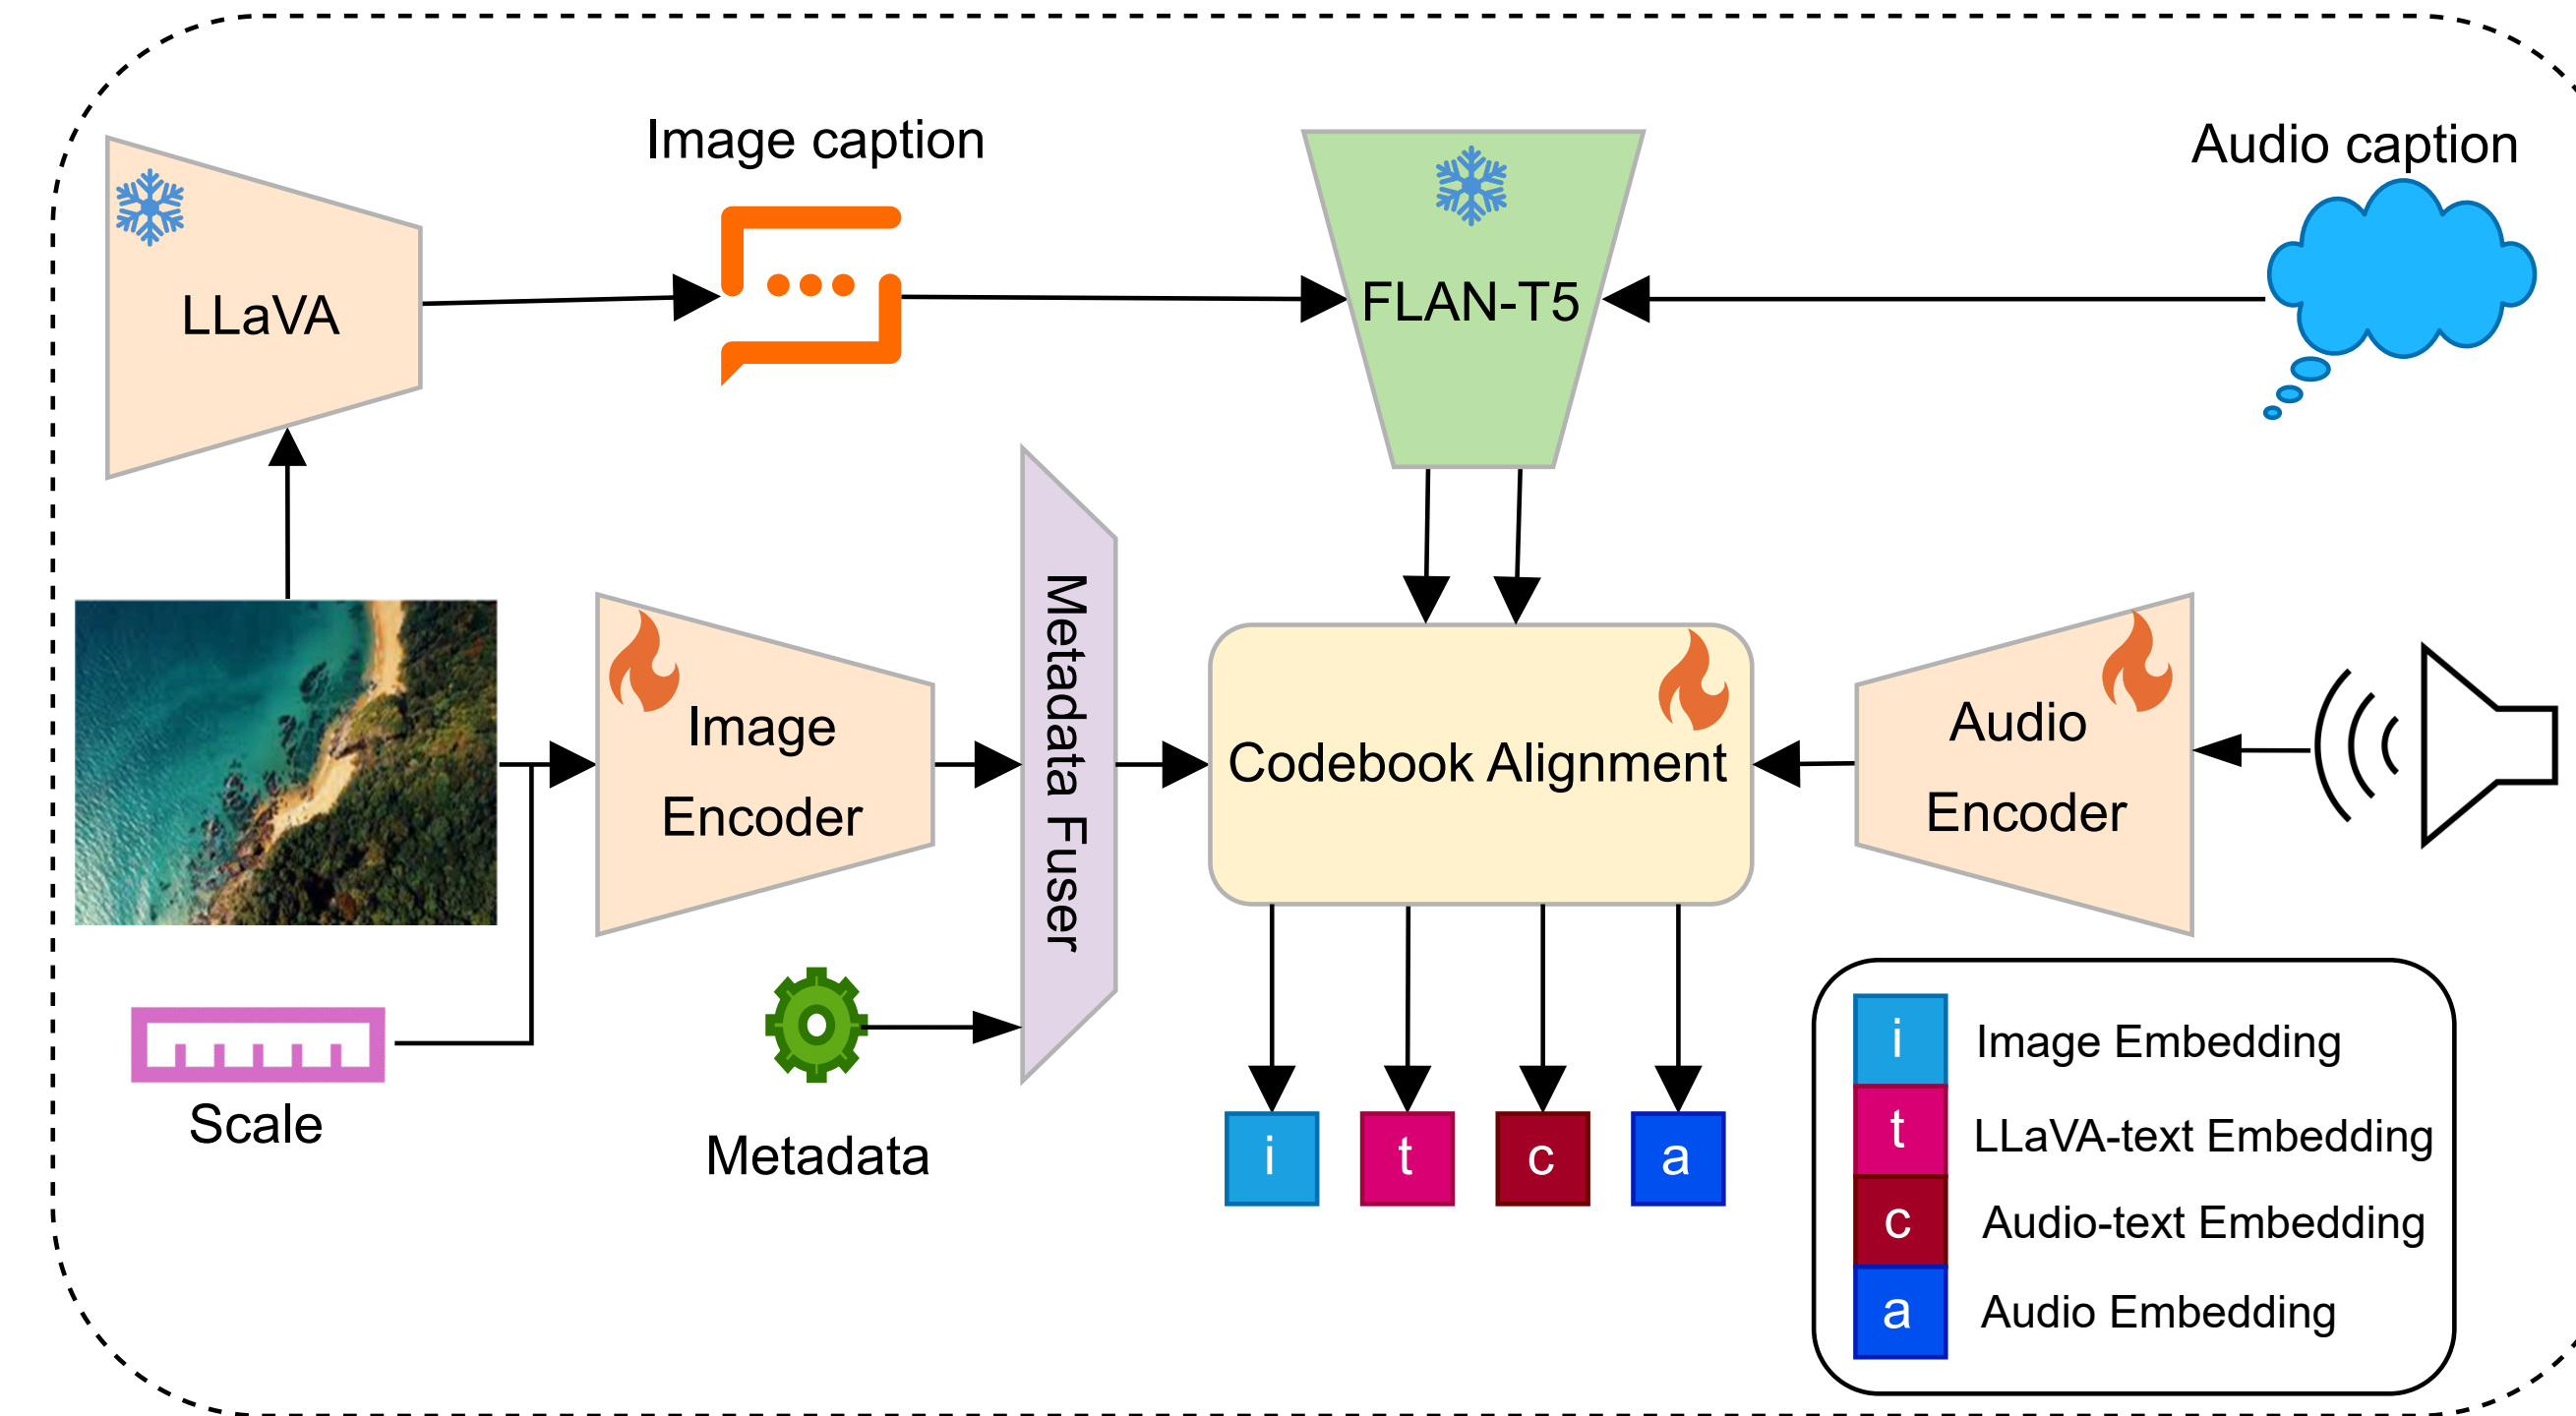 Image caption
Audio caption
LLaVA
FLAN-T5
Metadata Fuser
Image
Encoder
Codebook Alignment
Audio
Encoder
Scale
Metadata
i
t
c
a
i
Image Embedding
t
LLaVA-text Embedding
c
Audio-text Embedding
a
Audio Embedding